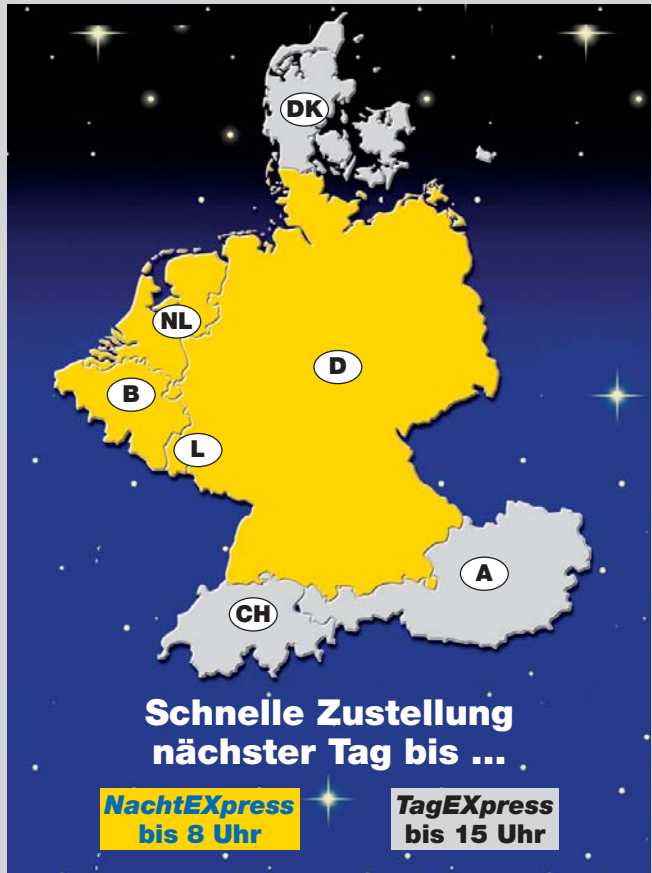 DK
NL
D
B
L
A
CH
Schnelle Zustellung
nächster Tag bis ...
NachtEXpress
bis 8 Uhr
TagEXpress
bis 15 Uhr